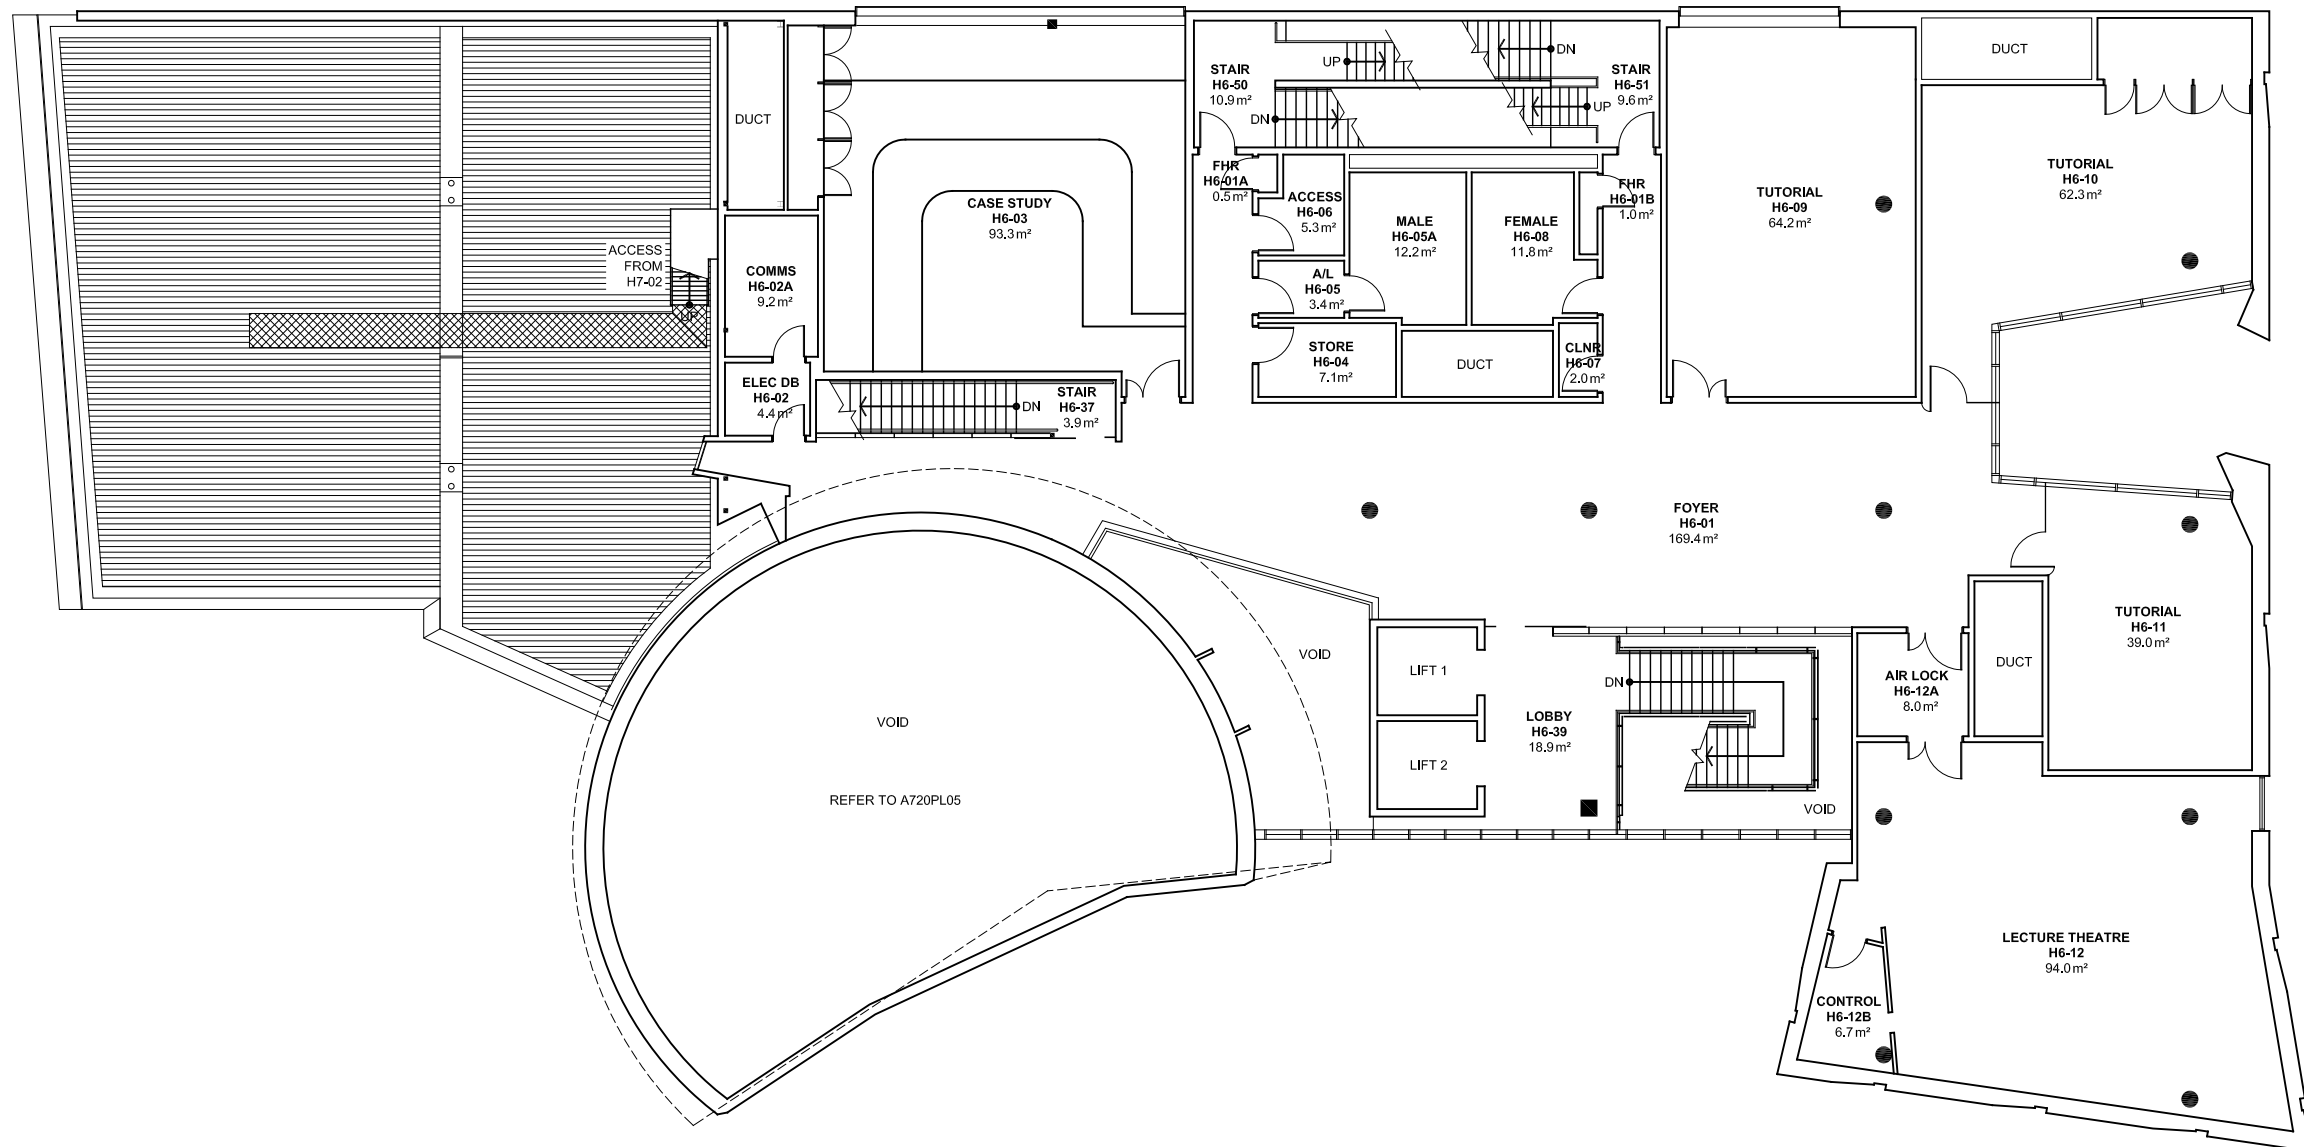 DUCT
STAIR
H6-50
10.9m²
UP
DN
DN
UP
STAIR
H6-51
9.6m²
DUCT
DUCT
FHR
H6-01A
0.5m²
ACCESS
H6-06
5.3m²
MALE
H6-05A
12.2m²
FEMALE
H6-08
11.8m²
FHR
H6-01B
1.0m²
TUTORIAL
H6-09
64.2m²
TUTORIAL
H6-10
62.3m²
CASE STUDY
H6-03
93.3m²
ACCESS
FROM
H7-02
UP
COMMS
H6-02A
9.2m²
A/L
H6-05
3.4m²
STORE
H6-04
7.1m²
DUCT
CLNR
H6-07
2.0m²
ELEC DB
H6-02
4.4m²
DN
STAIR
H6-37
3.9m²
FOYER
H6-01
169.4m²
TUTORIAL
H6-11
39.0m²
VOID
LIFT 1
DN
AIR LOCK
H6-12A
8.0m²
DUCT
VOID
LOBBY
H6-39
18.9m²
LIFT 2
REFER TO A720PL05
VOID
LECTURE THEATRE
H6-12
94.0m²
CONTROL
H6-12B
6.7m²